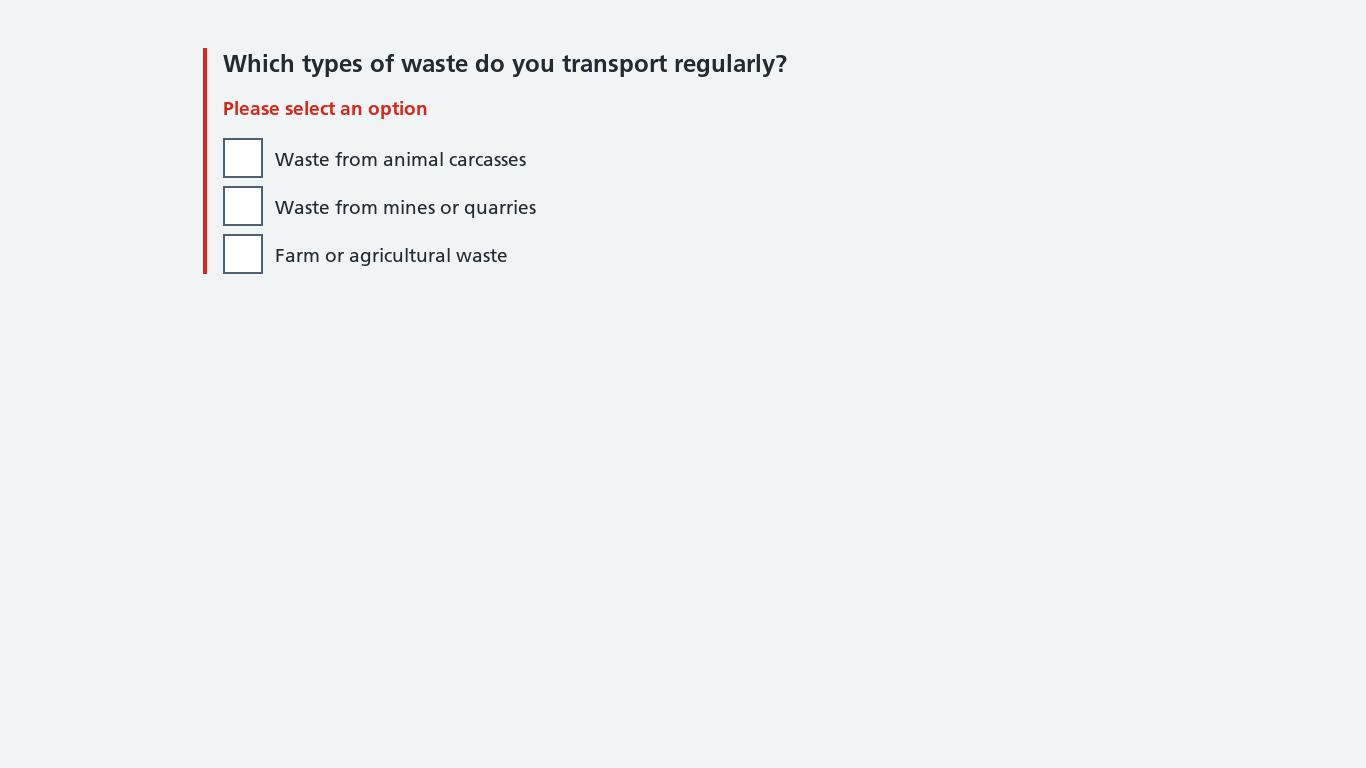 Which types of waste do you transport regularly?
Please select an option
Waste from animal carcasses
Waste from mines or quarries
Farm or agricultural waste